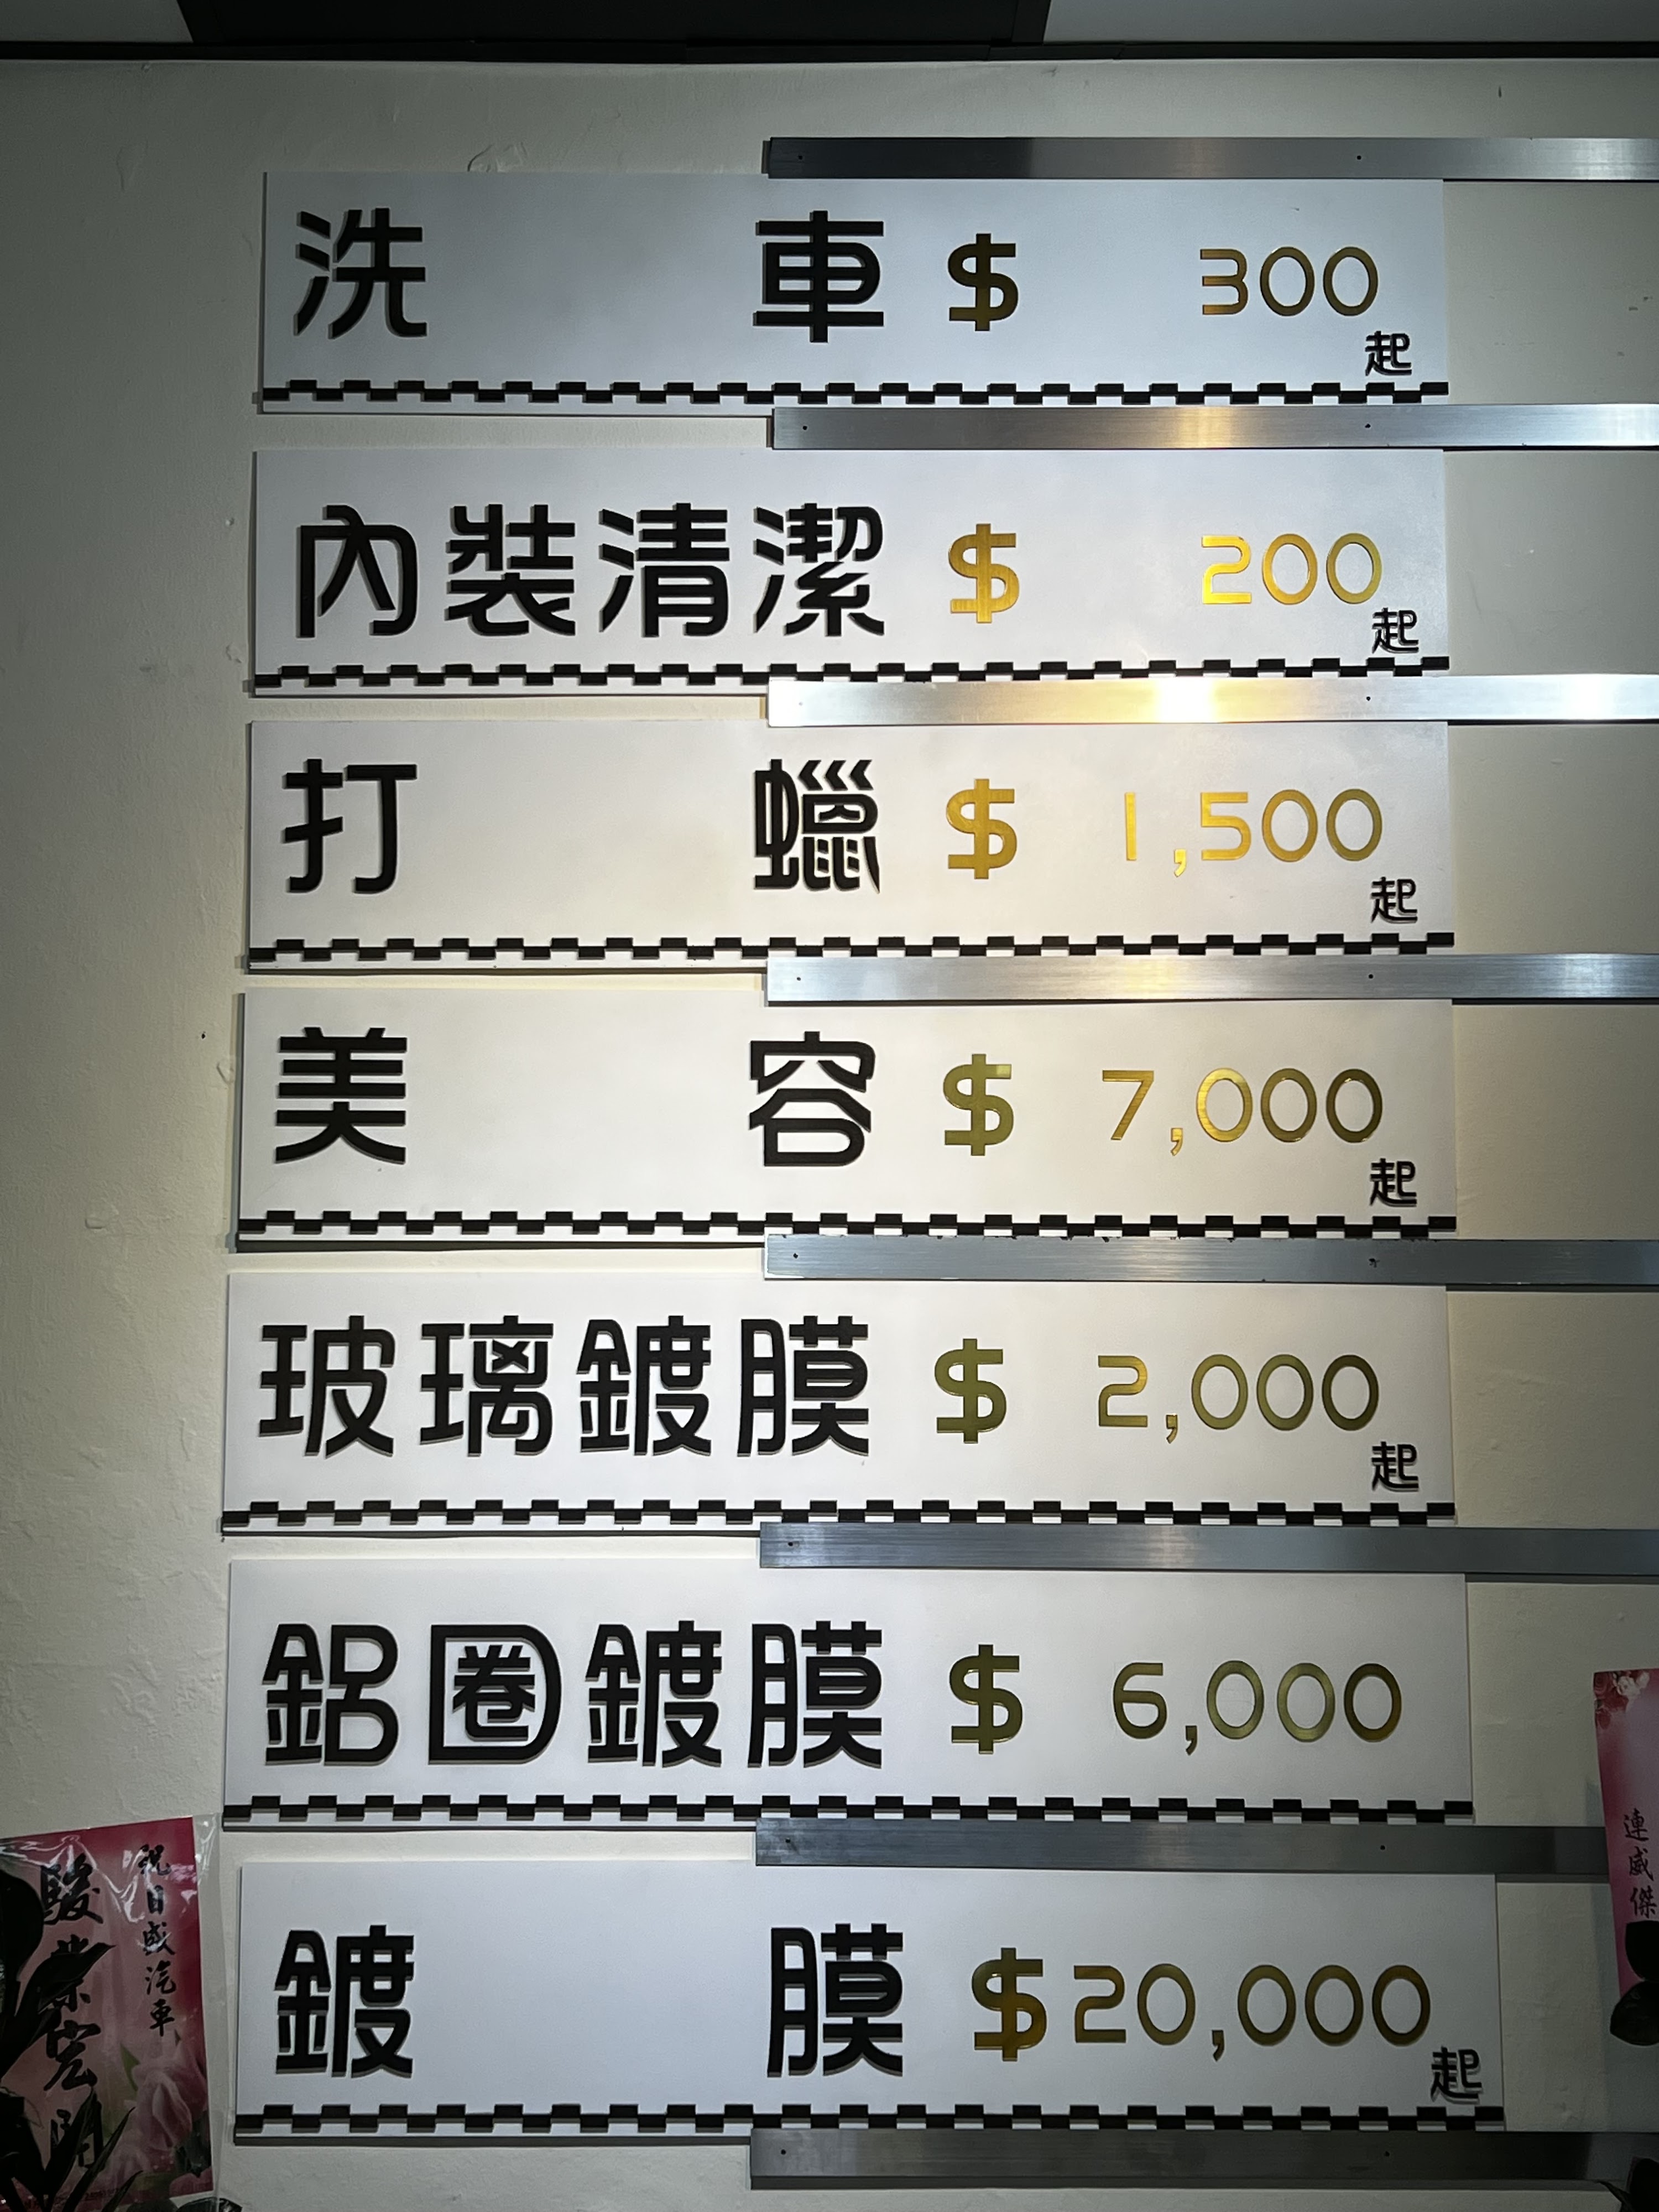 洗車 $ 300 起
內裝清潔 $ 200 起
打蠟 $ 1,500 起
美容 $ 7,000 起
玻璃鍍膜 $ 2,000 起
鋁圈鍍膜 $ 6,000
鍍膜 $20,000 起
祝日盛汽車
駿業宏開
連威傑